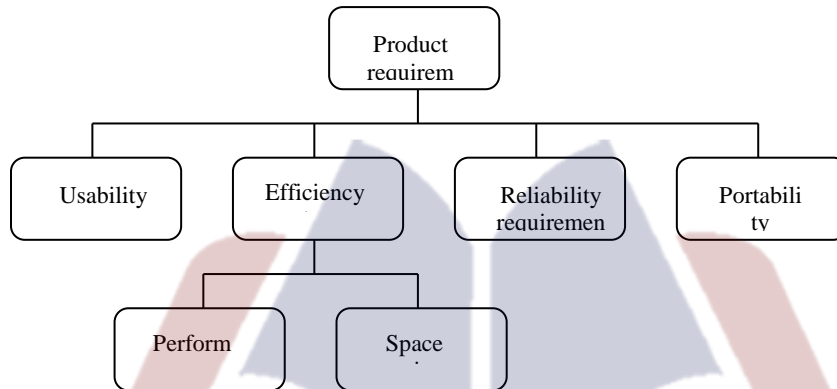 Product
requirem
Usability
Efficiency
Reliability
requiremen
Portabili
ty
Perform
Space